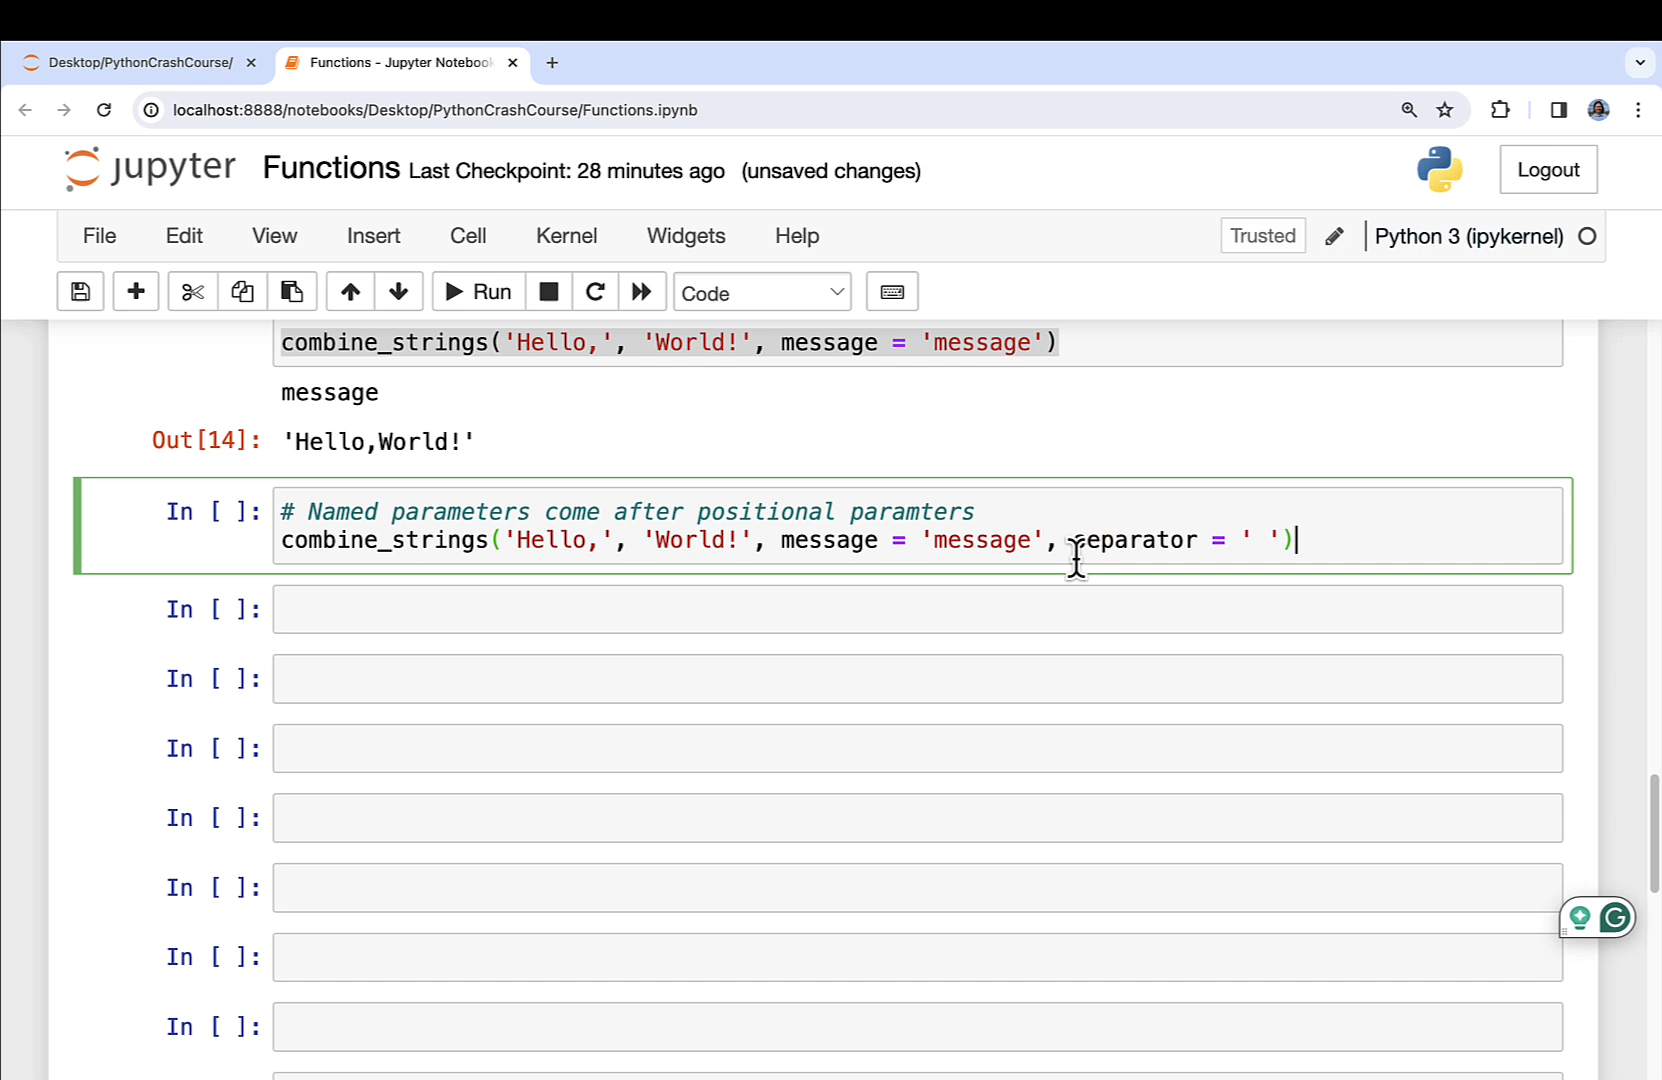 Desktop/PythonCrashCourse/
Functions - Jupyter Notebook
localhost:8888/notebooks/Desktop/PythonCrashCourse/Functions.ipynb
jupyter Functions Last Checkpoint: 28 minutes ago (unsaved changes)
Logout
File Edit View Insert Cell Kernel Widgets Help
Trusted
Python 3 (ipykernel)
Run
Code
combine_strings('Hello,', 'World!', message = 'message')
message
Out[14]: 'Hello,World!'
In [ ]: # Named parameters come after positional paramters
combine_strings('Hello,', 'World!', message = 'message', separator = ' ')
In [ ]:
In [ ]:
In [ ]:
In [ ]:
In [ ]:
In [ ]:
In [ ]: